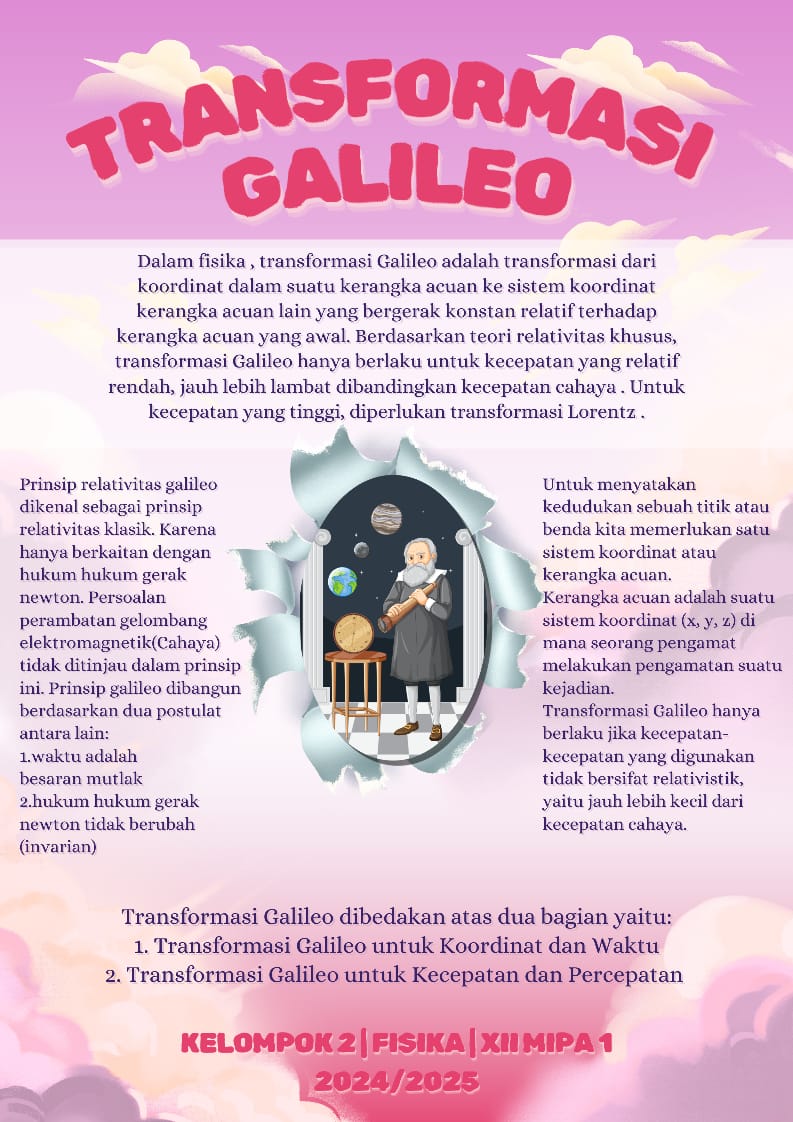 TRANSFORMASI
GALILEO
Dalam fisika , transformasi Galileo adalah transformasi dari
koordinat dalam suatu kerangka acuan ke sistem koordinat
kerangka acuan lain yang bergerak konstan relatif terhadap
kerangka acuan yang awal. Berdasarkan teori relativitas khusus,
transformasi Galileo hanya berlaku untuk kecepatan yang relatif
rendah, jauh lebih lambat dibandingkan kecepatan cahaya . Untuk
kecepatan yang tinggi, diperlukan transformasi Lorentz .
Prinsip relativitas galileo
dikenal sebagai prinsip
relativitas klasik. Karena
hanya berkaitan dengan
hukum hukum gerak
newton. Persoalan
perambatan gelombang
elektromagnetik(Cahaya)
tidak ditinjau dalam prinsip
ini. Prinsip galileo dibangun
berdasarkan dua postulat
antara lain:
1.waktu adalah
besaran mutlak
2.hukum hukum gerak
newton tidak berubah
(invarian)
Untuk menyatakan
kedudukan sebuah titik atau
benda kita memerlukan satu
sistem koordinat atau
kerangka acuan.
Kerangka acuan adalah suatu
sistem koordinat (x, y, z) di
mana seorang pengamat
melakukan pengamatan suatu
kejadian.
Transformasi Galileo hanya
berlaku jika kecepatan-
kecepatan yang digunakan
tidak bersifat relativistik,
yaitu jauh lebih kecil dari
kecepatan cahaya.
Transformasi Galileo dibedakan atas dua bagian yaitu:
1. Transformasi Galileo untuk Koordinat dan Waktu
2. Transformasi Galileo untuk Kecepatan dan Percepatan
KELOMPOK 2 | FISIKA | XII MIPA 1
2024/2025